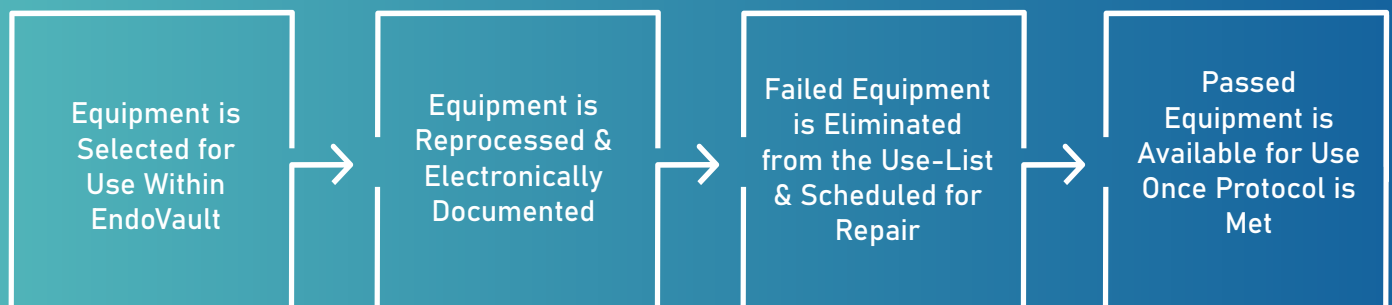 Equipment is
Selected for
Use Within
EndoVault
Equipment is
Reprocessed &
Electronically
Documented
Failed Equipment
is Eliminated
from the Use-List
& Scheduled for
Repair
Passed
Equipment is
Available for Use
Once Protocol is
Met